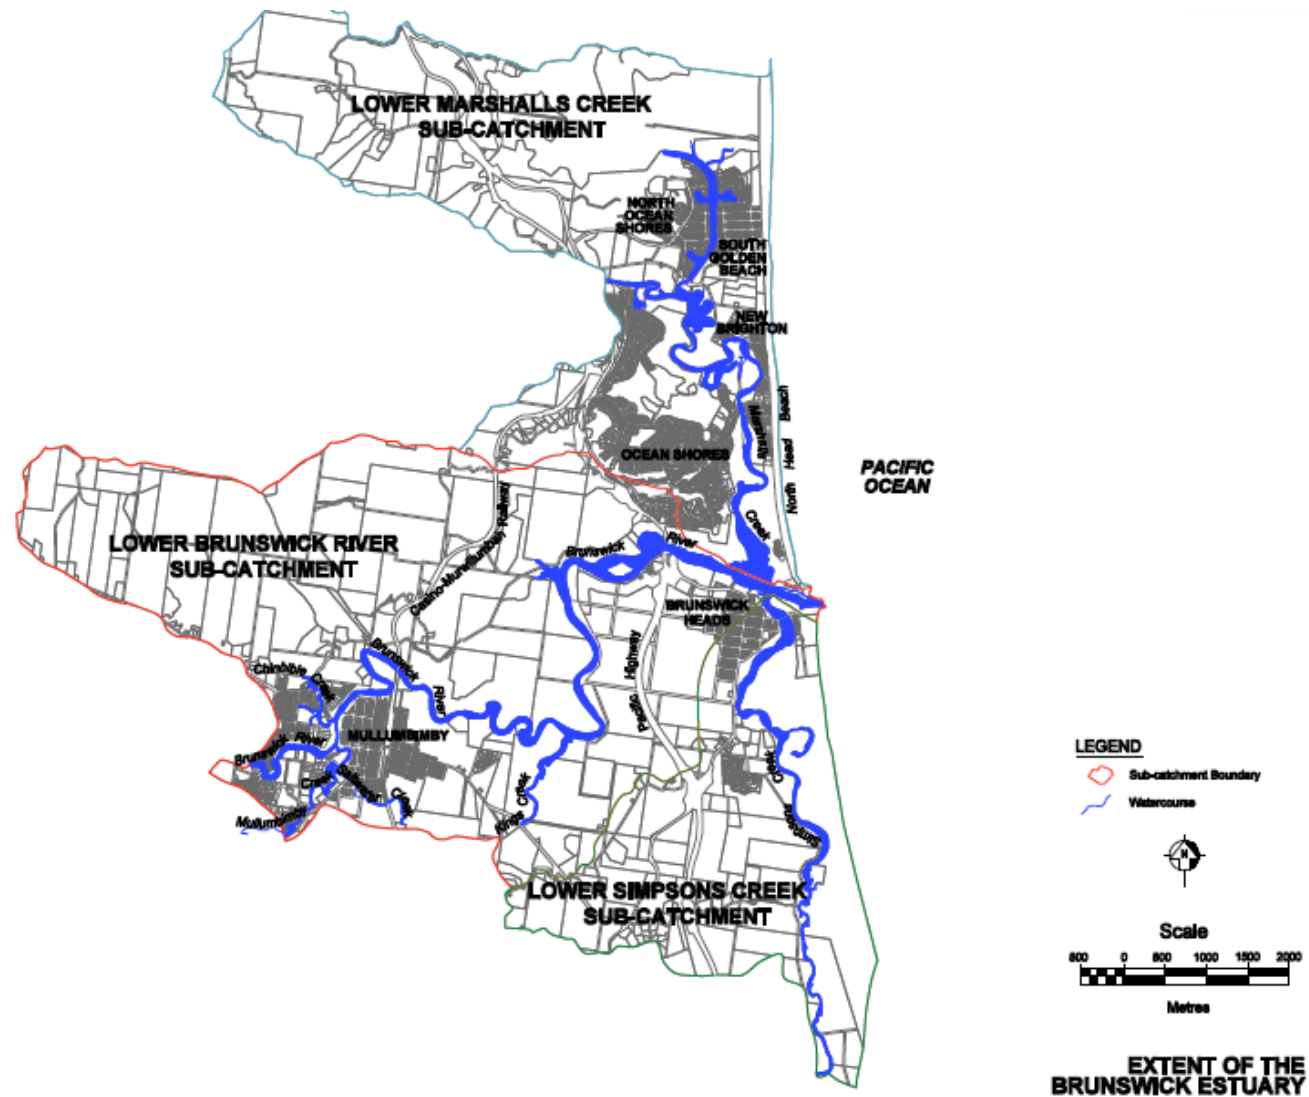 LOWER MARSHALLS CREEK
SUB-CATCHMENT
NORTH
OCEAN
SHORES
SOUTH
GOLDEN
BEACH
NEW
BRIGHTON
North Head Beach
Marshalls Creek
OCEAN SHORES
PACIFIC
OCEAN
LOWER BRUNSWICK RIVER
SUB-CATCHMENT
Casino-Murwillumbah Railway
Brunswick River
BRUNSWICK
HEADS
Pacific Highway
Chinbible Creek
Brunswick River
MULLUMBIMBY
Brunswick River
Mullumbimby Creek
Saltwater Creek
Kings Creek
Simpsons Creek
LOWER SIMPSONS CREEK
SUB-CATCHMENT
LEGEND
Sub-catchment Boundary
Watercourse
N
Scale
500 0 500 1000 1500 2000
Metres
EXTENT OF THE
BRUNSWICK ESTUARY